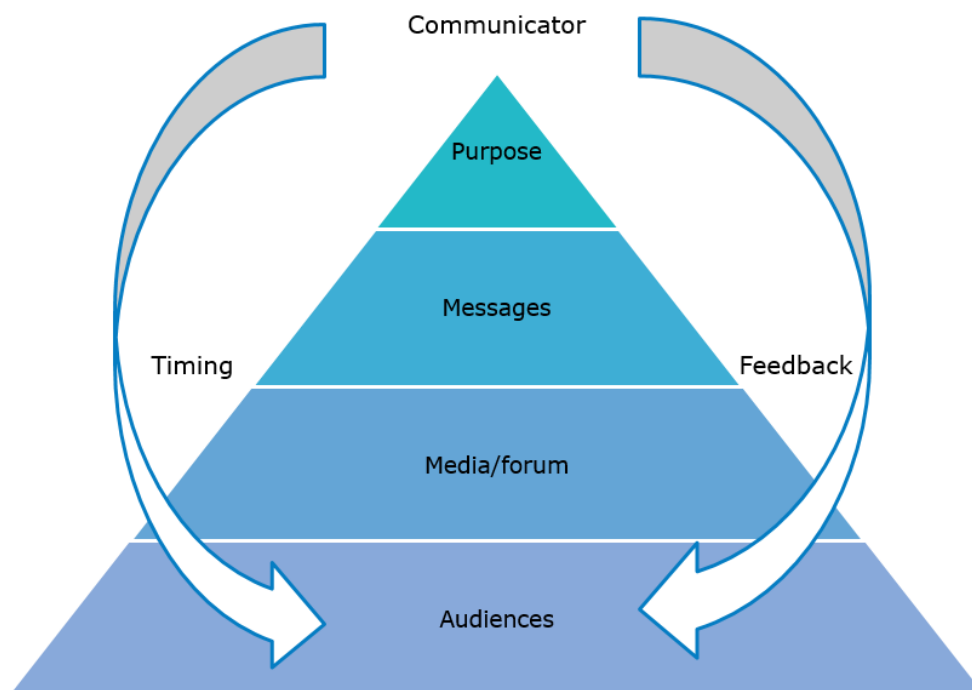 Communicator
Purpose
Messages
Timing
Feedback
Media/forum
Audiences